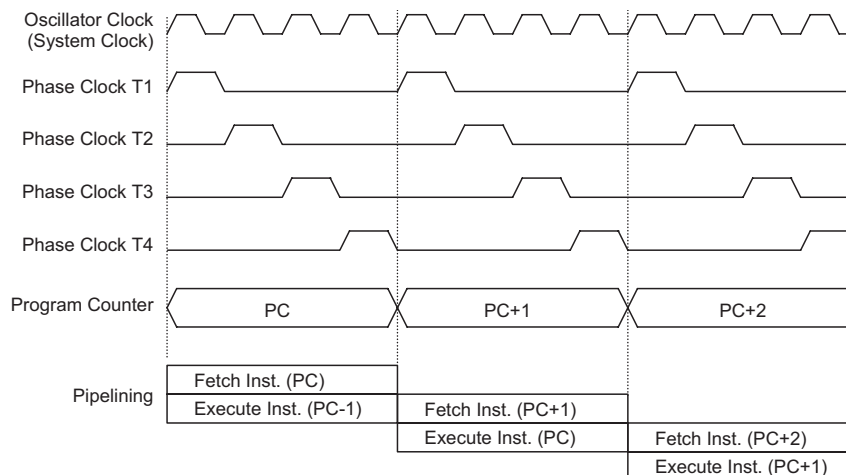 Oscillator Clock
(System Clock)
Phase Clock T1
Phase Clock T2
Phase Clock T3
Phase Clock T4
Program Counter
PC
PC+1
PC+2
Pipelining
Fetch Inst. (PC)
Execute Inst. (PC-1)
Fetch Inst. (PC+1)
Execute Inst. (PC)
Fetch Inst. (PC+2)
Execute Inst. (PC+1)